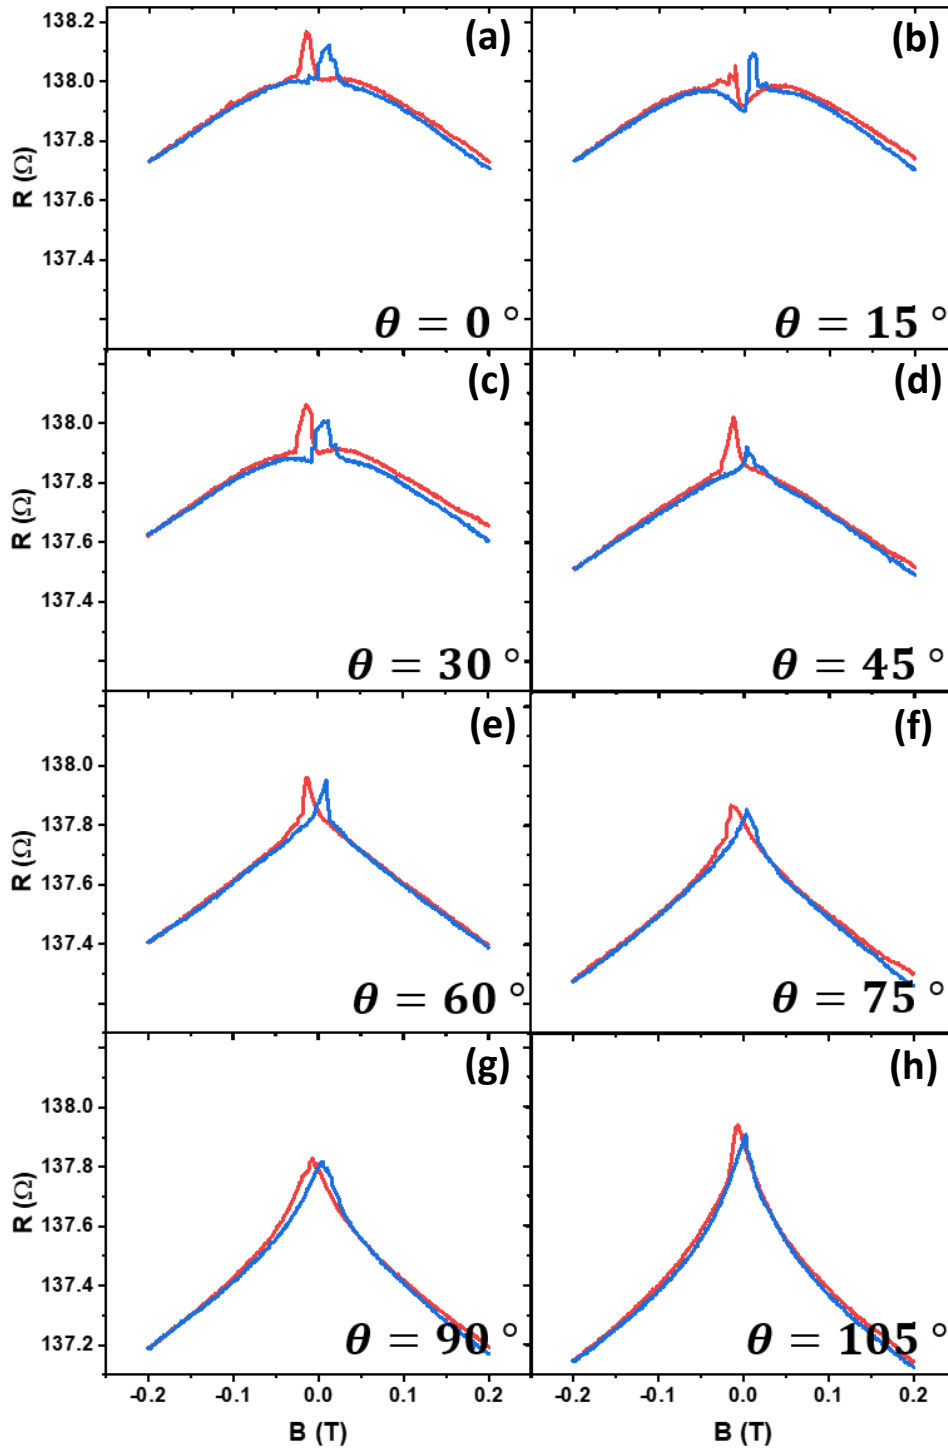 (a)
138.2
138.0
137.8
137.6
137.4
R (Ω)
θ = 0 °
(b)
θ = 15 °
(c)
138.0
137.8
137.6
137.4
R (Ω)
θ = 30 °
(d)
θ = 45 °
(e)
138.0
137.8
137.6
137.4
R (Ω)
θ = 60 °
(f)
θ = 75 °
(g)
138.0
137.8
137.6
137.4
137.2
R (Ω)
θ = 90 °
(h)
θ = 105 °
-0.2 -0.1 0.0 0.1 0.2
-0.2 -0.1 0.0 0.1 0.2
B (T)
B (T)